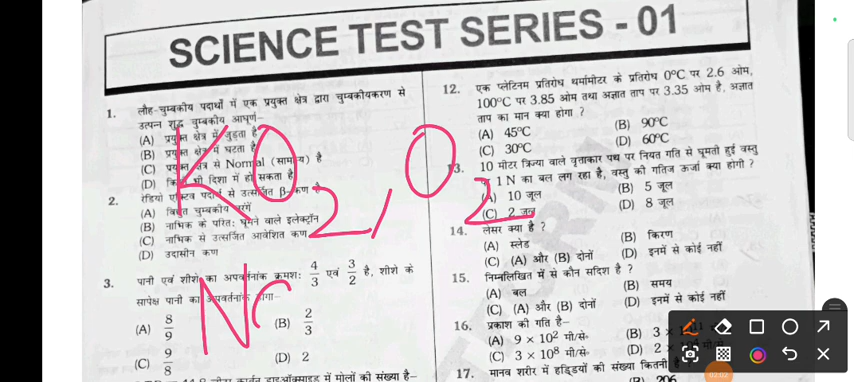 SCIENCE TEST SERIES - 01
1. लौह-चुम्बकीय पदार्थों में एक प्रयुक्त क्षेत्र द्वारा चुम्बकीयकरण से
उत्पन्न शुद्ध चुम्बकीय आघूर्ण-
(A) प्रयुक्त क्षेत्र में जुड़ता है
(B) प्रयुक्त क्षेत्र में घटता है
(C) प्रयुक्त क्षेत्र से Normal (सामान्य) है
(D) किसी भी दिशा में हो सकता है
2. रेडियो एक्टिव पदार्थ से उत्सर्जित β-कण है
(A) विद्युत चुम्बकीय तरंगें
(B) नाभिक के परितः घूमने वाले इलेक्ट्रॉन
(C) नाभिक से उत्सर्जित आवेशित कण
(D) उदासीन कण
3. पानी एवं शीशे का अपवर्तनांक क्रमशः 4/3 एवं 3/2 है, शीशे के
सापेक्ष पानी का अपवर्तनांक होगा-
(A) 8/9 (B) 2/3
(C) 9/8 (D) 2
कार्बन डाइऑक्साइड में मोलों की संख्या है-
12. एक प्लेटिनम प्रतिरोध थर्मामीटर के प्रतिरोध 0°C पर 2.6 ओम,
100°C पर 3.85 ओम तथा अज्ञात ताप पर 3.35 ओम है, अज्ञात
ताप का मान क्या होगा ?
(A) 45°C (B) 90°C
(C) 30°C (D) 60°C
13. 10 मीटर त्रिज्या वाले वृत्ताकार पथ पर नियत गति से घूमती हुई वस्तु
1 N का बल लग रहा है, वस्तु की गतिज ऊर्जा क्या होगी ?
(A) 10 जूल (B) 5 जूल
(C) 2 जूल (D) 8 जूल
14. लेसर क्या है ?
(A) स्लेड (B) किरण
(C) (A) और (B) दोनों (D) इनमें से कोई नहीं
15. निम्नलिखित में से कौन सदिश है ?
(A) बल (B) समय
(C) (A) और (B) दोनों (D) इनमें से कोई नहीं
16. प्रकाश की गति है-
(A) 9 × 10² मी/से. (B) 3 ×
(C) 3 × 10⁸ मी/से. (D) 2
17. मानव शरीर में हड्डियों की संख्या कितनी
(B) 206
K0
2,0
2
Na
02:02